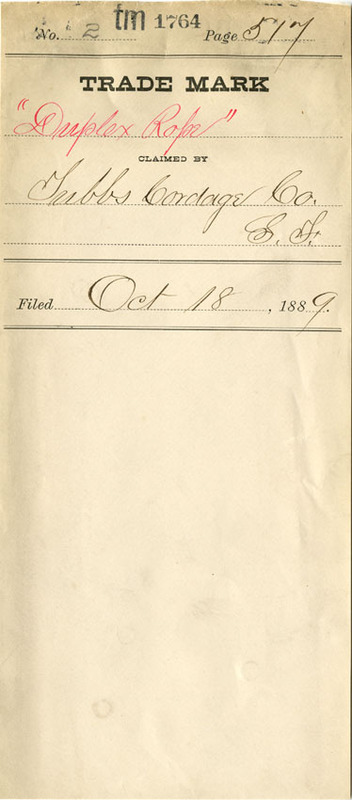 No. 2 tm 1764 Page 517
TRADE MARK
"Duplex Rope"
CLAIMED BY
Tubbs Cordage Co.
S. F.
Filed Oct 18, 1889.